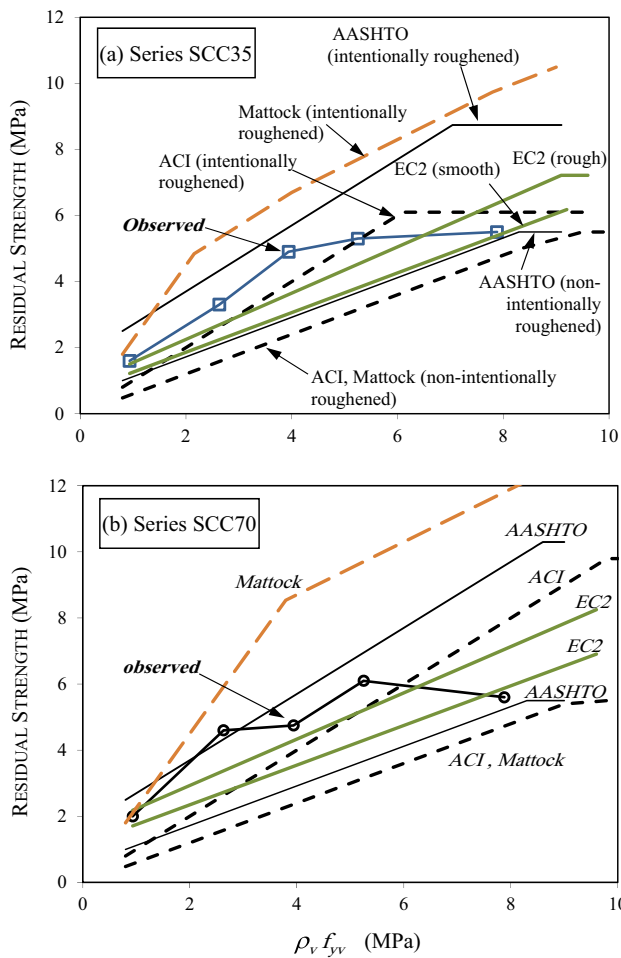 (a) Series SCC35
AASHTO
(intentionally roughened)
Mattock (intentionally
roughened)
ACI (intentionally
roughened)
EC2 (rough)
EC2
(smooth)
Observed
AASHTO (non-
intentionally
roughened)
ACI, Mattock (non-intentionally
roughened)
RESIDUAL STRENGTH (MPa)
12
10
8
6
4
2
0
0 2 4 6 8 10
(b) Series SCC70
AASHTO
Mattock
ACI
EC2
EC2
observed
AASHTO
ACI , Mattock
RESIDUAL STRENGTH (MPa)
12
10
8
6
4
2
0
0 2 4 6 8 10
ρv fyv (MPa)